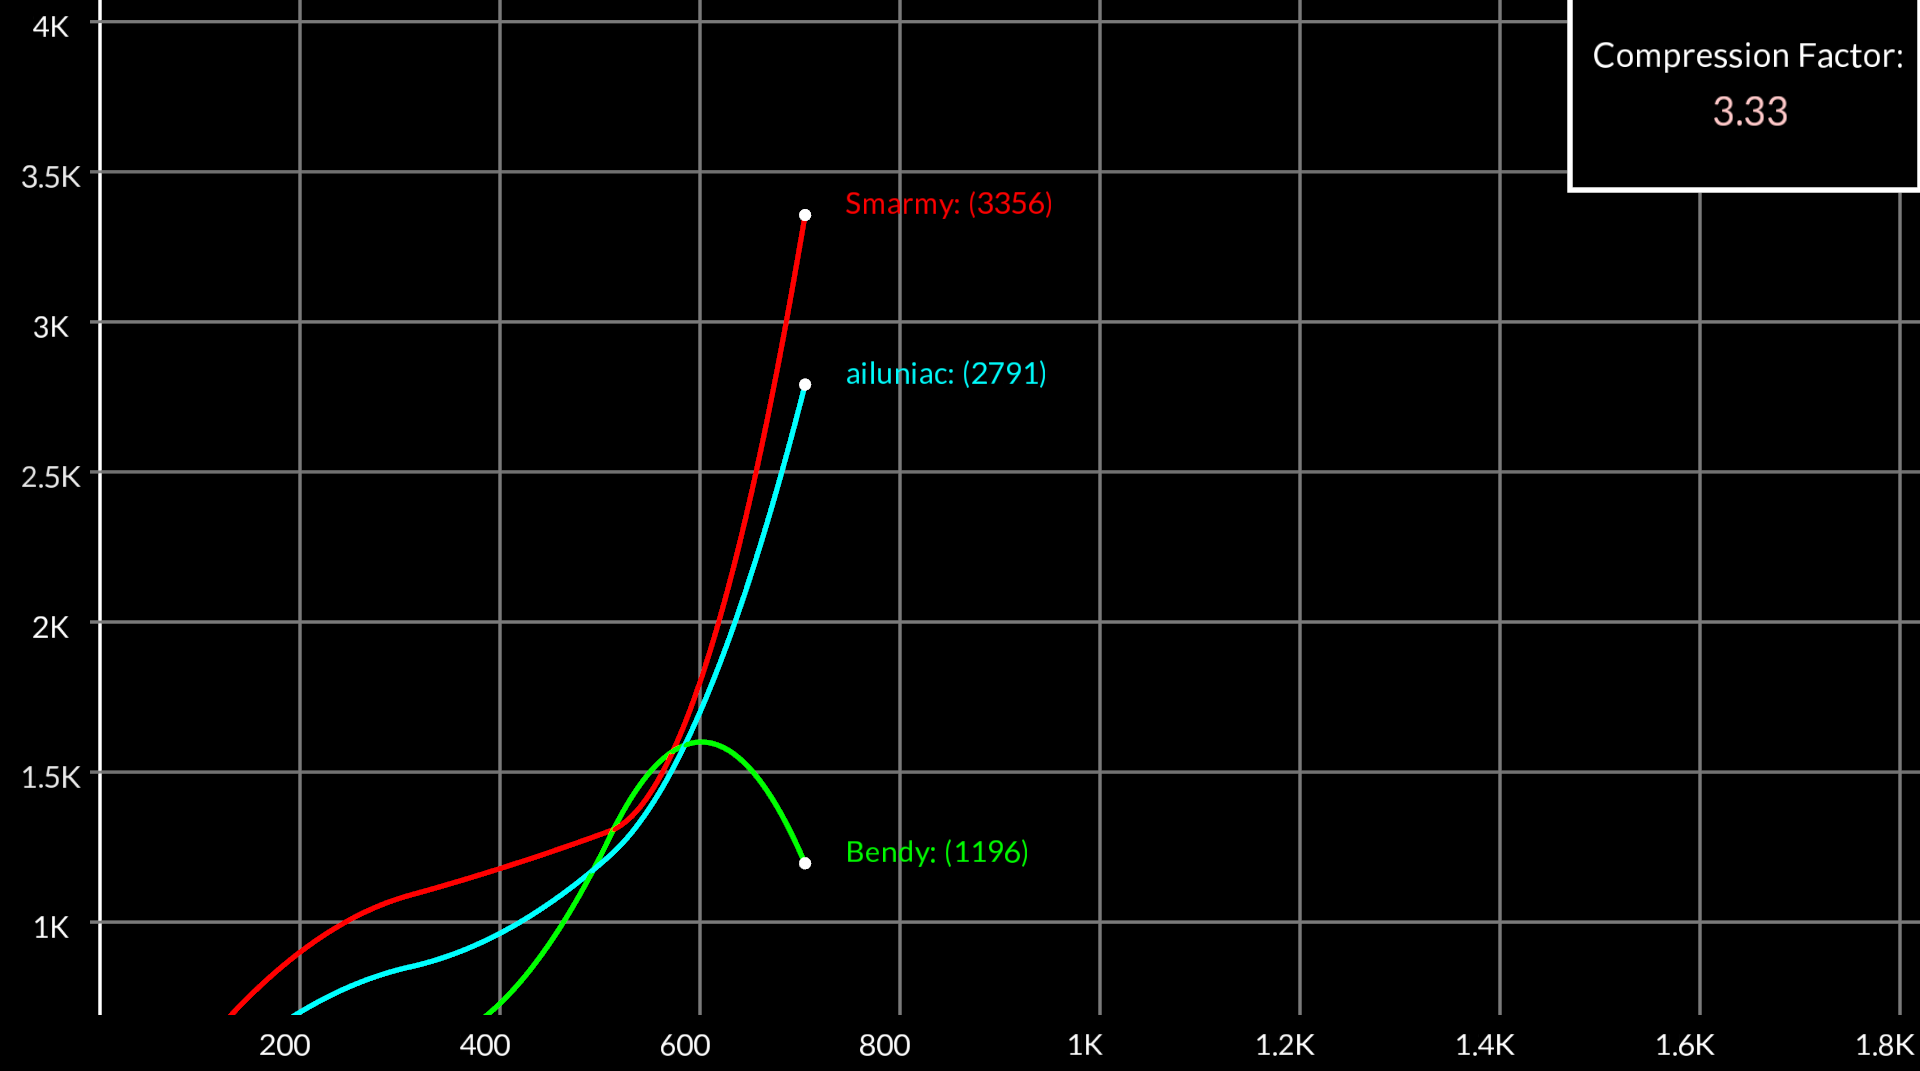 4K
Compression Factor:
3.33
3.5K
Smarmy: (3356)
3K
ailuniac: (2791)
2.5K
2K
1.5K
Bendy: (1196)
1K
200 400 600 800 1K 1.2K 1.4K 1.6K 1.8K